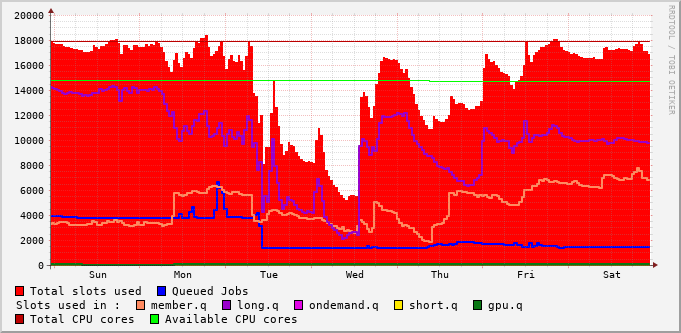 20000
18000
16000
14000
12000
10000
8000
6000
4000
2000
0
Sun Mon Tue Wed Thu Fri Sat
RRDTOOL / TOBI OETIKER
Total slots used Queued Jobs
Slots used in : member.q long.q ondemand.q short.q gpu.q
Total CPU cores Available CPU cores